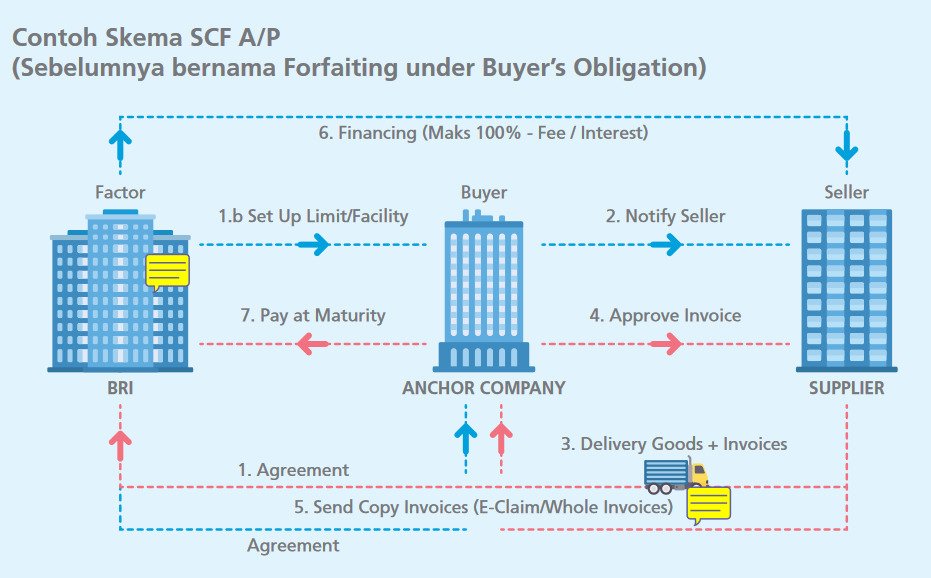 Contoh Skema SCF A/P
(Sebelumnya bernama Forfaiting under Buyer’s Obligation)
6. Financing (Maks 100% - Fee / Interest)
Factor
Buyer
Seller
1.b Set Up Limit/Facility
2. Notify Seller
7. Pay at Maturity
4. Approve Invoice
BRI
ANCHOR COMPANY
SUPPLIER
3. Delivery Goods + Invoices
1. Agreement
5. Send Copy Invoices (E-Claim/Whole Invoices)
Agreement